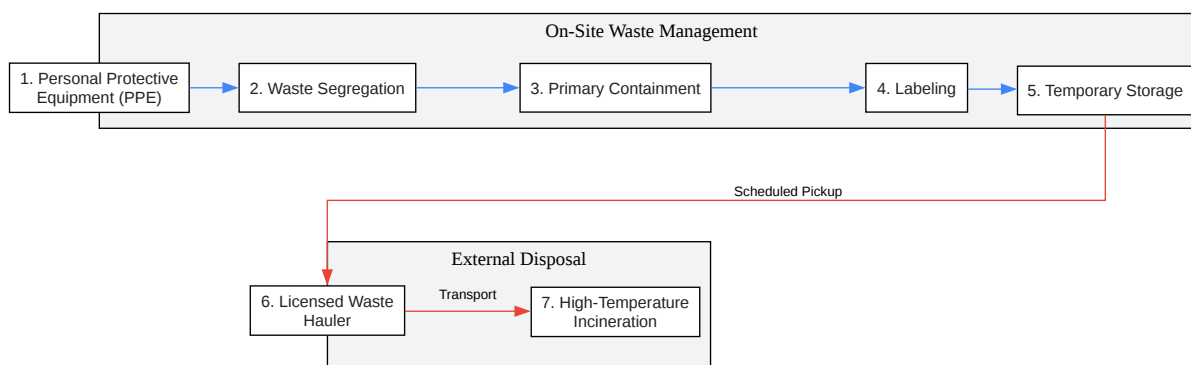 On-Site Waste Management
1. Personal Protective
Equipment (PPE)
2. Waste Segregation
3. Primary Containment
4. Labeling
5. Temporary Storage
Scheduled Pickup
External Disposal
6. Licensed Waste
Hauler
Transport
7. High-Temperature
Incineration